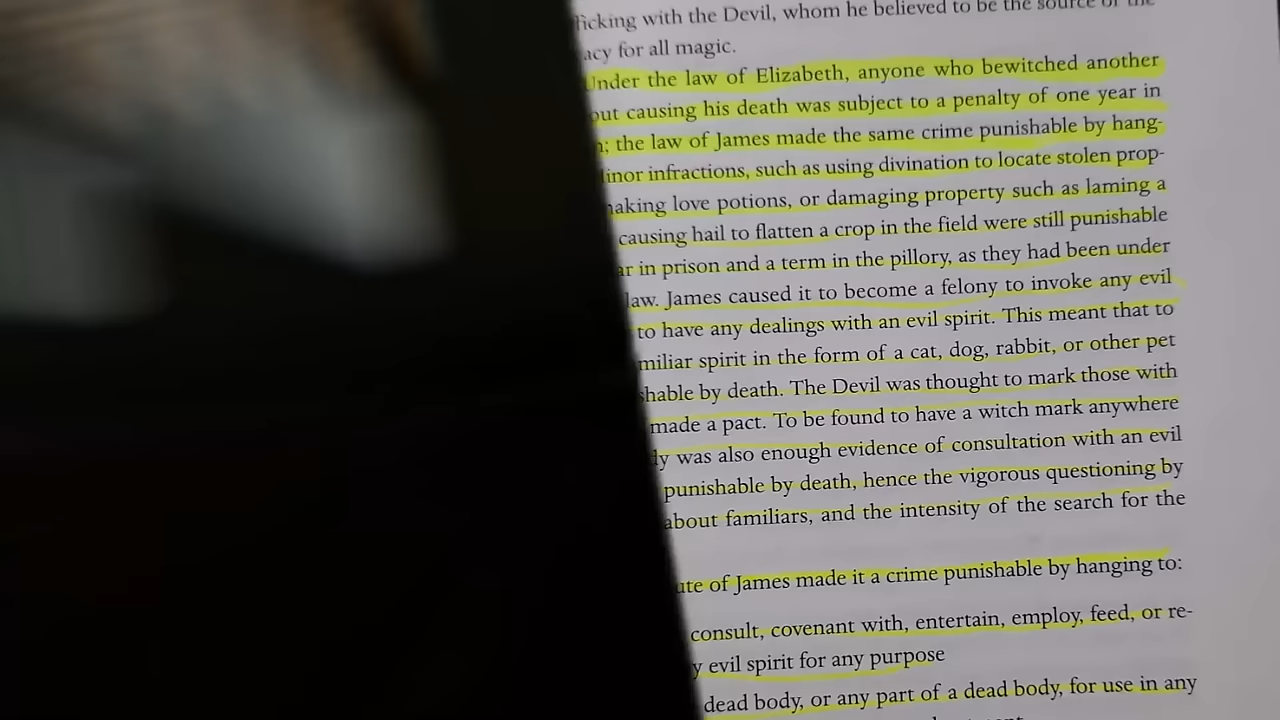 ficking with the Devil, whom he believed to be the source of the
acy for all magic.
Under the law of Elizabeth, anyone who bewitched another
out causing his death was subject to a penalty of one year in
n; the law of James made the same crime punishable by hang-
inor infractions, such as using divination to locate stolen prop-
naking love potions, or damaging property such as laming a
causing hail to flatten a crop in the field were still punishable
ar in prison and a term in the pillory, as they had been under
law. James caused it to become a felony to invoke any evil
to have any dealings with an evil spirit. This meant that to
miliar spirit in the form of a cat, dog, rabbit, or other pet
shable by death. The Devil was thought to mark those with
made a pact. To be found to have a witch mark anywhere
ly was also enough evidence of consultation with an evil
punishable by death, hence the vigorous questioning by
about familiars, and the intensity of the search for the
ute of James made it a crime punishable by hanging to:
consult, covenant with, entertain, employ, feed, or re-
y evil spirit for any purpose
dead body, or any part of a dead body, for use in any